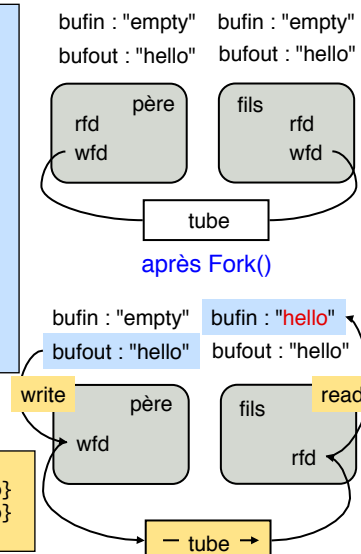 bufin : "empty" bufin : "empty"
bufout : "hello" bufout : "hello"
père fils
rfd rfd
wfd wfd
tube
après Fork()
bufin : "empty" bufin : "hello"
bufout : "hello" bufout : "hello"
write père fils read
wfd rfd
tube
}
}